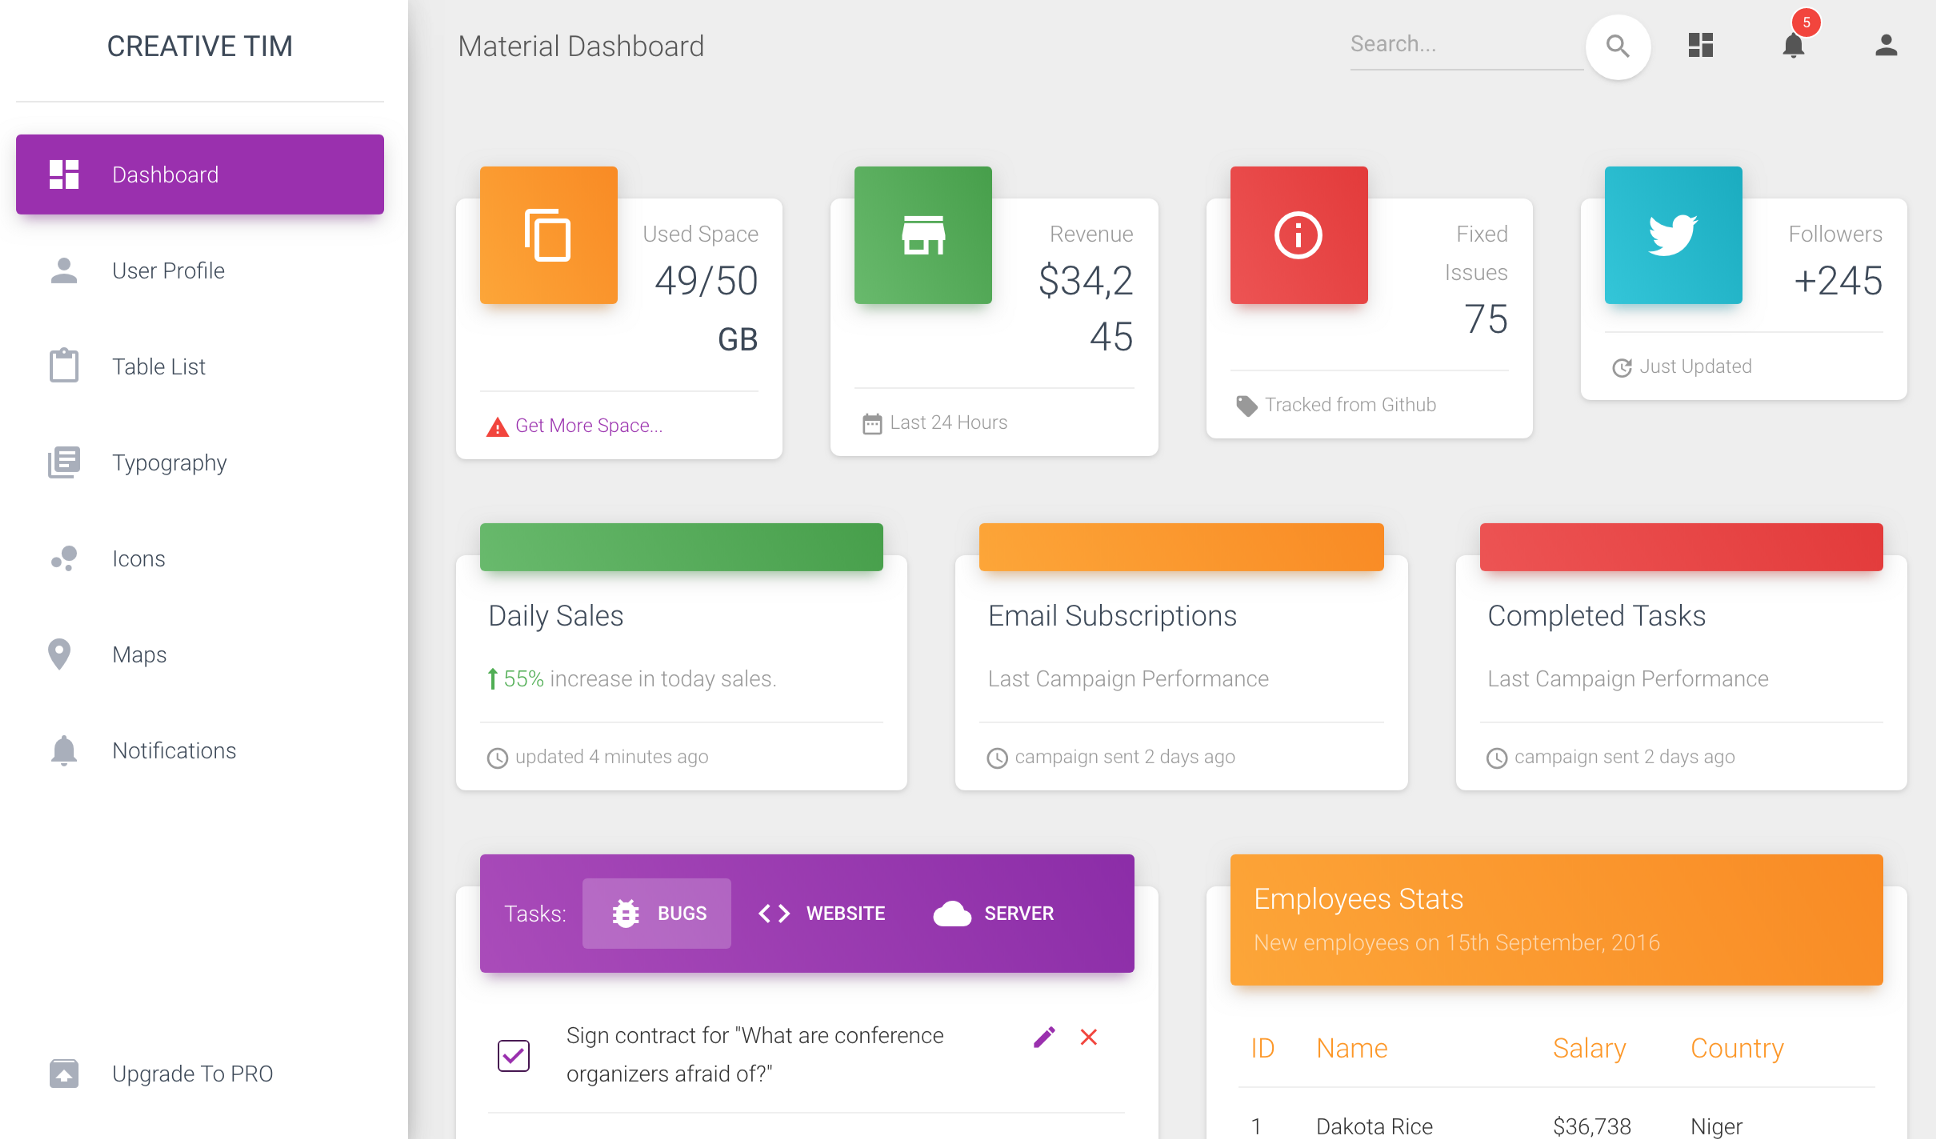 CREATIVE TIM
Dashboard
User Profile
Table List
Typography
Icons
Maps
Notifications
Upgrade To PRO
Material Dashboard
Search...
5
Used Space
49/50
GB
Get More Space...
Revenue
$34,2
45
Last 24 Hours
Fixed
Issues
75
Tracked from Github
Followers
+245
Just Updated
Daily Sales
55% increase in today sales.
updated 4 minutes ago
Email Subscriptions
Last Campaign Performance
campaign sent 2 days ago
Completed Tasks
Last Campaign Performance
campaign sent 2 days ago
Tasks: BUGS WEBSITE SERVER
Sign contract for "What are conference
organizers afraid of?"
Employees Stats
New employees on 15th September, 2016
ID Name Salary Country
1 Dakota Rice $36,738 Niger